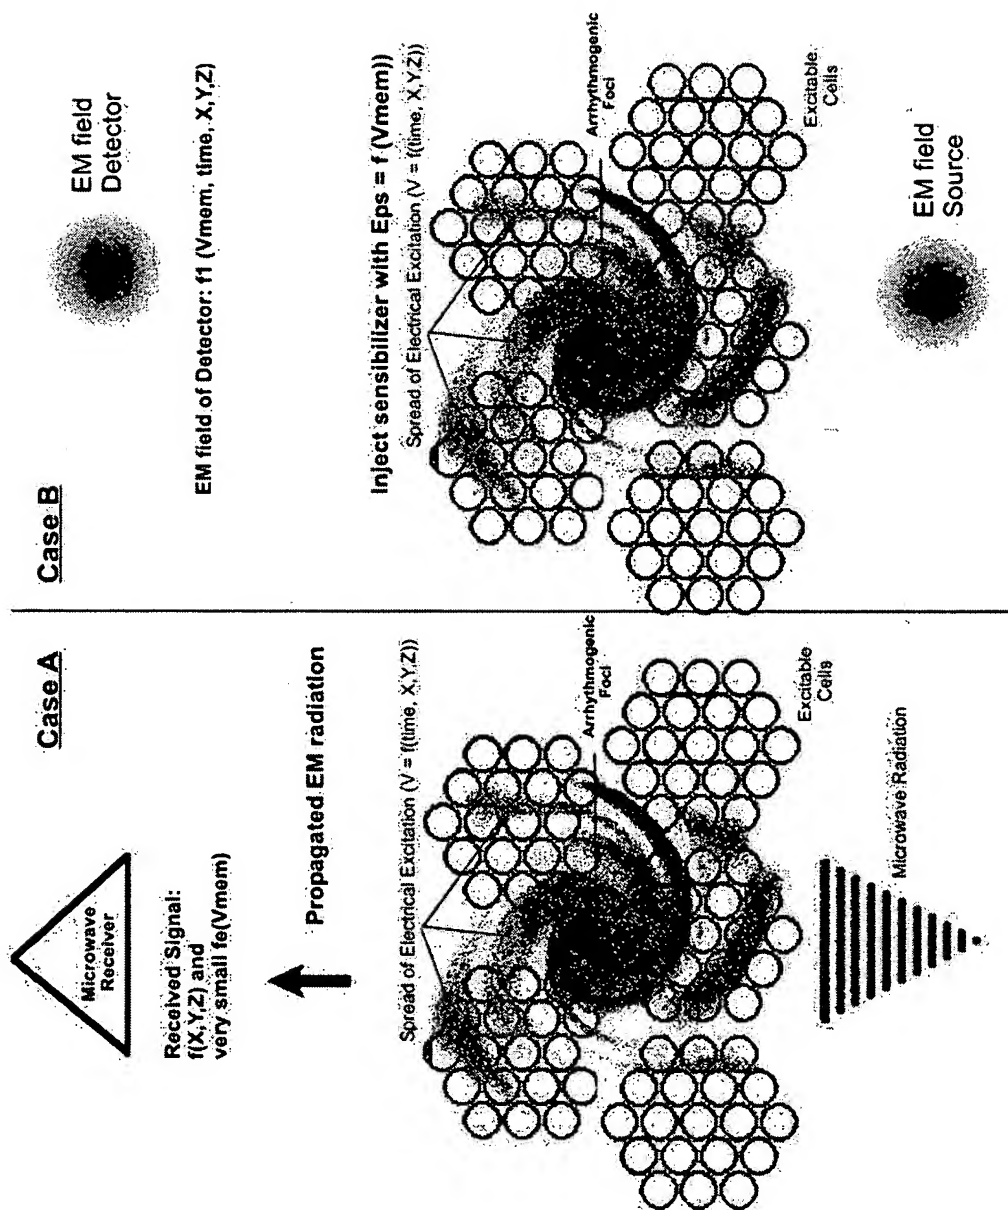 Case A
Microwave
Receiver
Received Signal:
f(X,Y,Z) and
very small fe(Vmem)
Propagated EM radiation
Spread of Electrical Excitation (V = f((time, X,Y,Z))
Arrhythmogenic
Foci
Excitable
Cells
Microwave Radiation
Case B
EM field
Detector
EM field of Detector: f1 (Vmem, time, X,Y,Z)
Inject sensibilizer with Eps = f (Vmem))
Spread of Electrical Excitation (V = f((time, X,Y,Z))
Arrhythmogenic
Foci
Excitable
Cells
EM field
Source